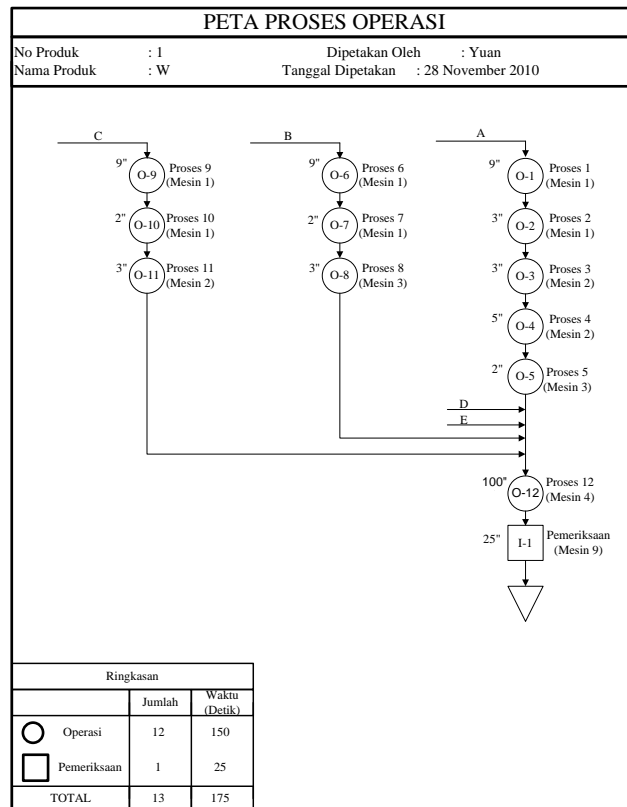 PETA PROSES OPERASI
No Produk : 1 Dipetakan Oleh : Yuan
Nama Produk : W Tanggal Dipetakan : 28 November 2010
C
9" O-9 Proses 9
(Mesin 1)
2" O-10 Proses 10
(Mesin 1)
3" O-11 Proses 11
(Mesin 2)
B
9" O-6 Proses 6
(Mesin 1)
2" O-7 Proses 7
(Mesin 1)
3" O-8 Proses 8
(Mesin 3)
A
9" O-1 Proses 1
(Mesin 1)
3" O-2 Proses 2
(Mesin 1)
3" O-3 Proses 3
(Mesin 2)
5" O-4 Proses 4
(Mesin 2)
2" O-5 Proses 5
(Mesin 3)
D
E
100" O-12 Proses 12
(Mesin 4)
25" I-1 Pemeriksaan
(Mesin 9)
Ringkasan
Jumlah Waktu
(Detik)
Operasi 12 150
Pemeriksaan 1 25
TOTAL 13 175